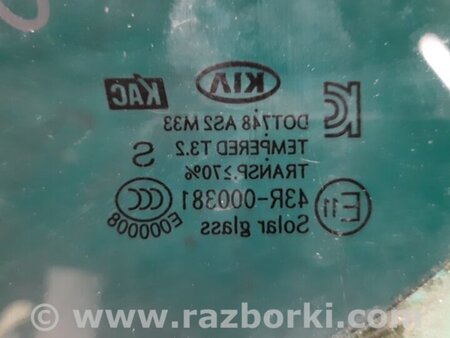 KIA
KAC
DOT748 AS2 M33
TEMPERED T3.2
TRANSP.≥70%
S
43R-000381
E11
Solar glass
CCC
E000008
www.razborki.com